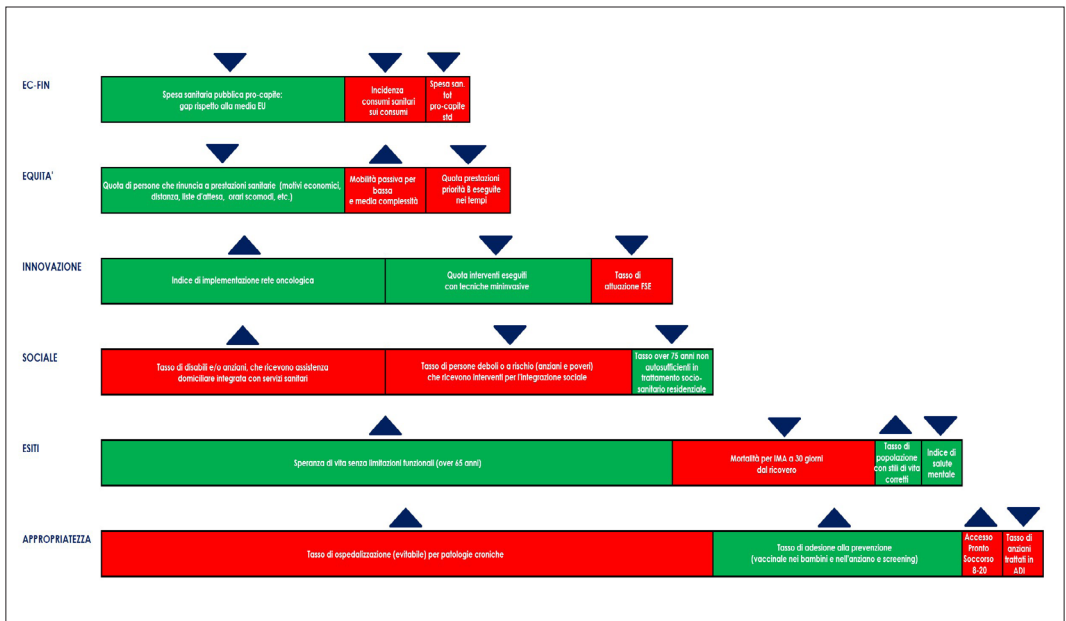 EC-FIN
Spesa sanitaria pubblica pro-capite:
gap rispetto alla media EU
Incidenza
consumi sanitari
sui consumi
Spesa san.
tot
pro-capite
std
EQUITA'
Quota di persone che rinuncia a prestazioni sanitarie (motivi economici,
distanza, liste d'attesa, orari scomodi, etc.)
Mobilità passiva per
bassa
e media complessità
Quota prestazioni
priorità B eseguite
nei tempi
INNOVAZIONE
Indice di implementazione rete oncologica
Quota interventi eseguiti
con tecniche mininvasive
Tasso di
attuazione FSE
SOCIALE
Tasso di disabili e/o anziani, che ricevono assistenza
domiciliare integrata con servizi sanitari
Tasso di persone deboli o a rischio (anziani e poveri)
che ricevono interventi per l'integrazione sociale
Tasso over 75 anni non
autosufficienti in
trattamento socio-
sanitario residenziale
ESITI
Speranza di vita senza limitazioni funzionali (over 65 anni)
Mortalità per IMA a 30 giorni
dal ricovero
Tasso di
popolazione
con stili di vita
corretti
Indice di
salute
mentale
APPROPRIATEZZA
Tasso di ospedalizzazione (evitabile) per patologie croniche
Tasso di adesione alla prevenzione
(vaccinale nei bambini e nell'anziano e screening)
Accesso
Pronto
Soccorso
8-20
Tasso di
anziani
trattati in
ADI